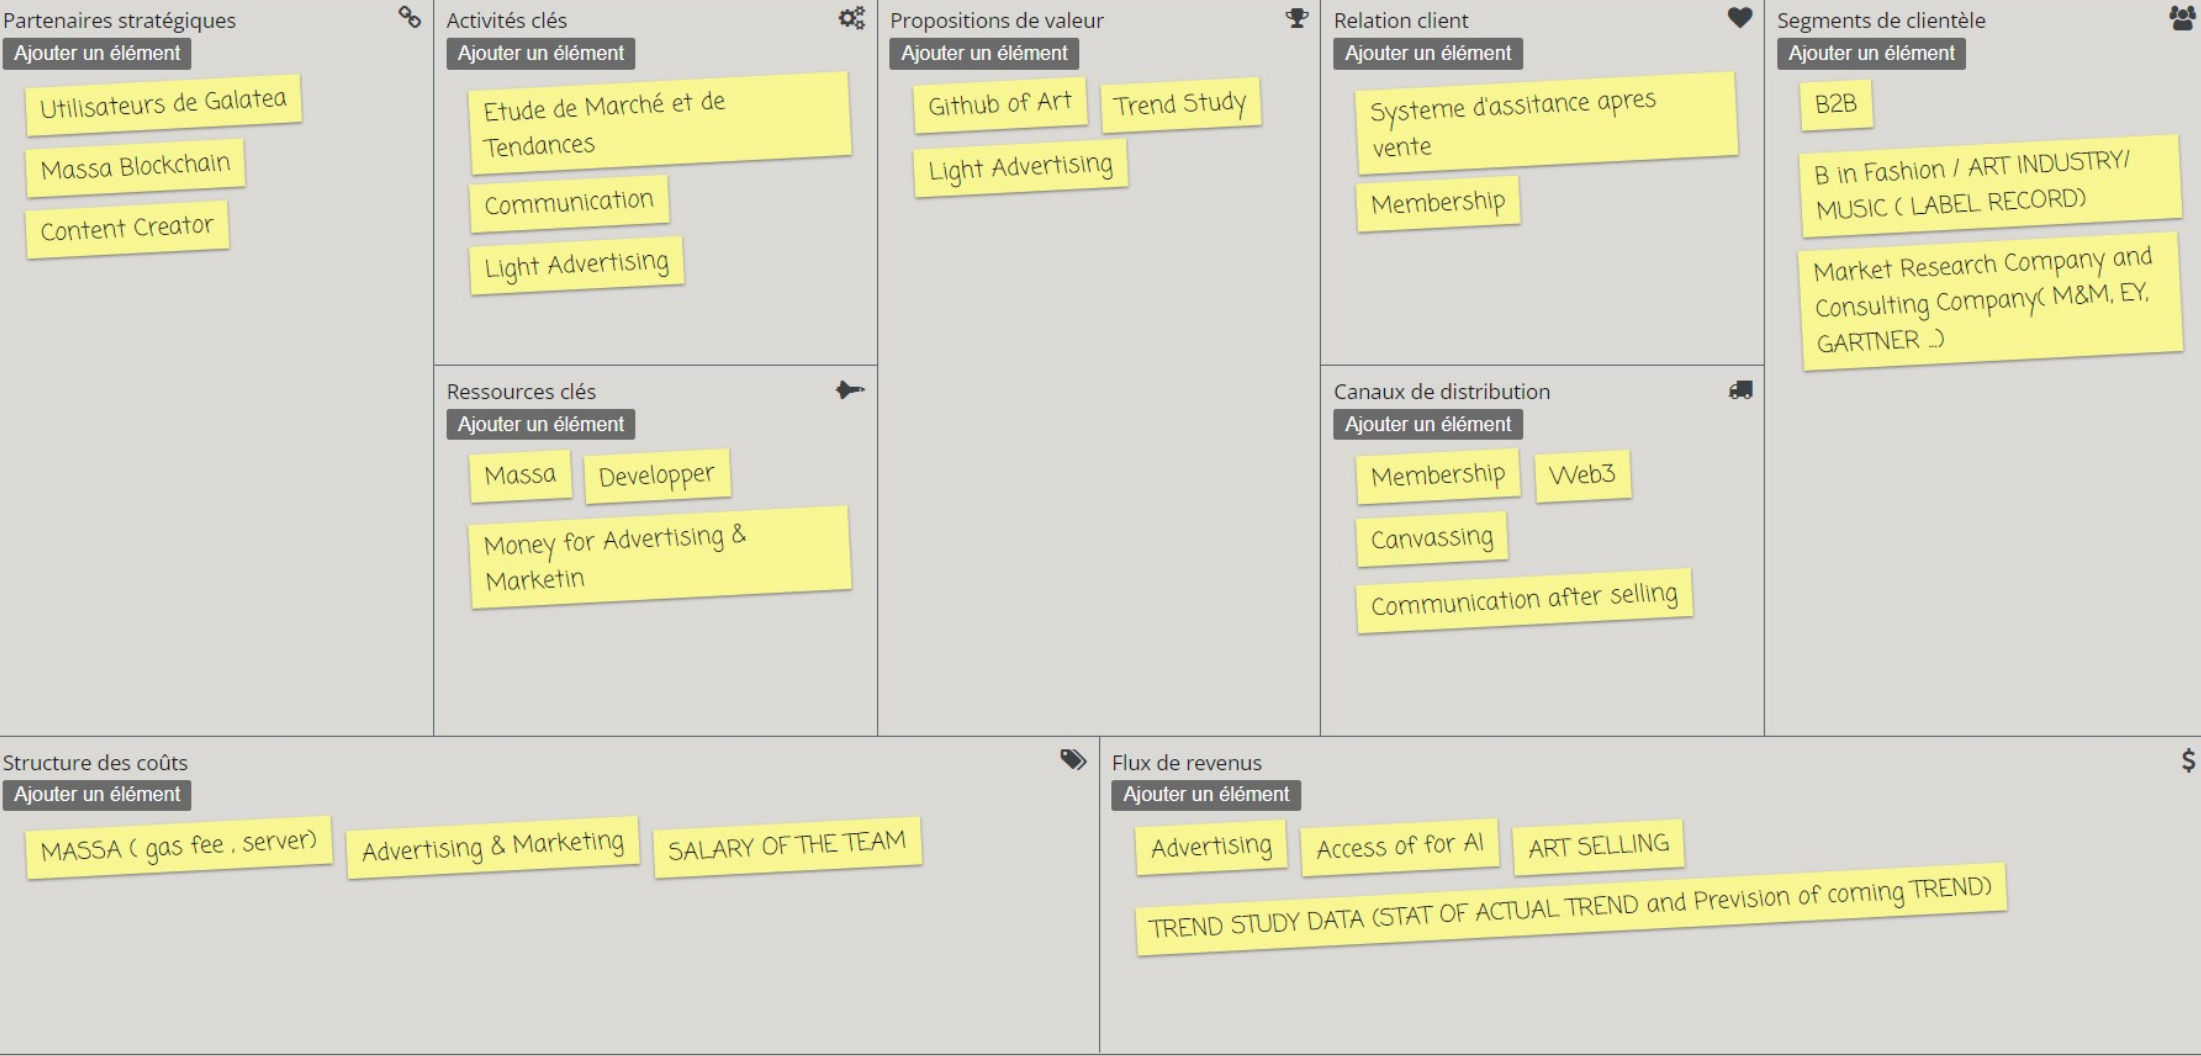 Partenaires stratégiques
Ajouter un élément
Utilisateurs de Galatea
Massa Blockchain
Content Creator
Activités clés
Ajouter un élément
Etude de Marché et de
Tendances
Communication
Light Advertising
Ressources clés
Ajouter un élément
Massa
Developper
Money for Advertising &
Marketin
Propositions de valeur
Ajouter un élément
Github of Art
Trend Study
Light Advertising
Relation client
Ajouter un élément
Systeme d'assitance apres
vente
Membership
Canaux de distribution
Ajouter un élément
Membership
Web3
Canvassing
Communication after selling
Segments de clientèle
Ajouter un élément
B2B
B in Fashion / ART INDUSTRY/
MUSIC ( LABEL RECORD)
Market Research Company and
Consulting Company( M&M, EY,
GARTNER ...)
Structure des coûts
Ajouter un élément
MASSA ( gas fee , server)
Advertising & Marketing
SALARY OF THE TEAM
Flux de revenus
Ajouter un élément
Advertising
Access of for AI
ART SELLING
TREND STUDY DATA (STAT OF ACTUAL TREND and Prevision of coming TREND)